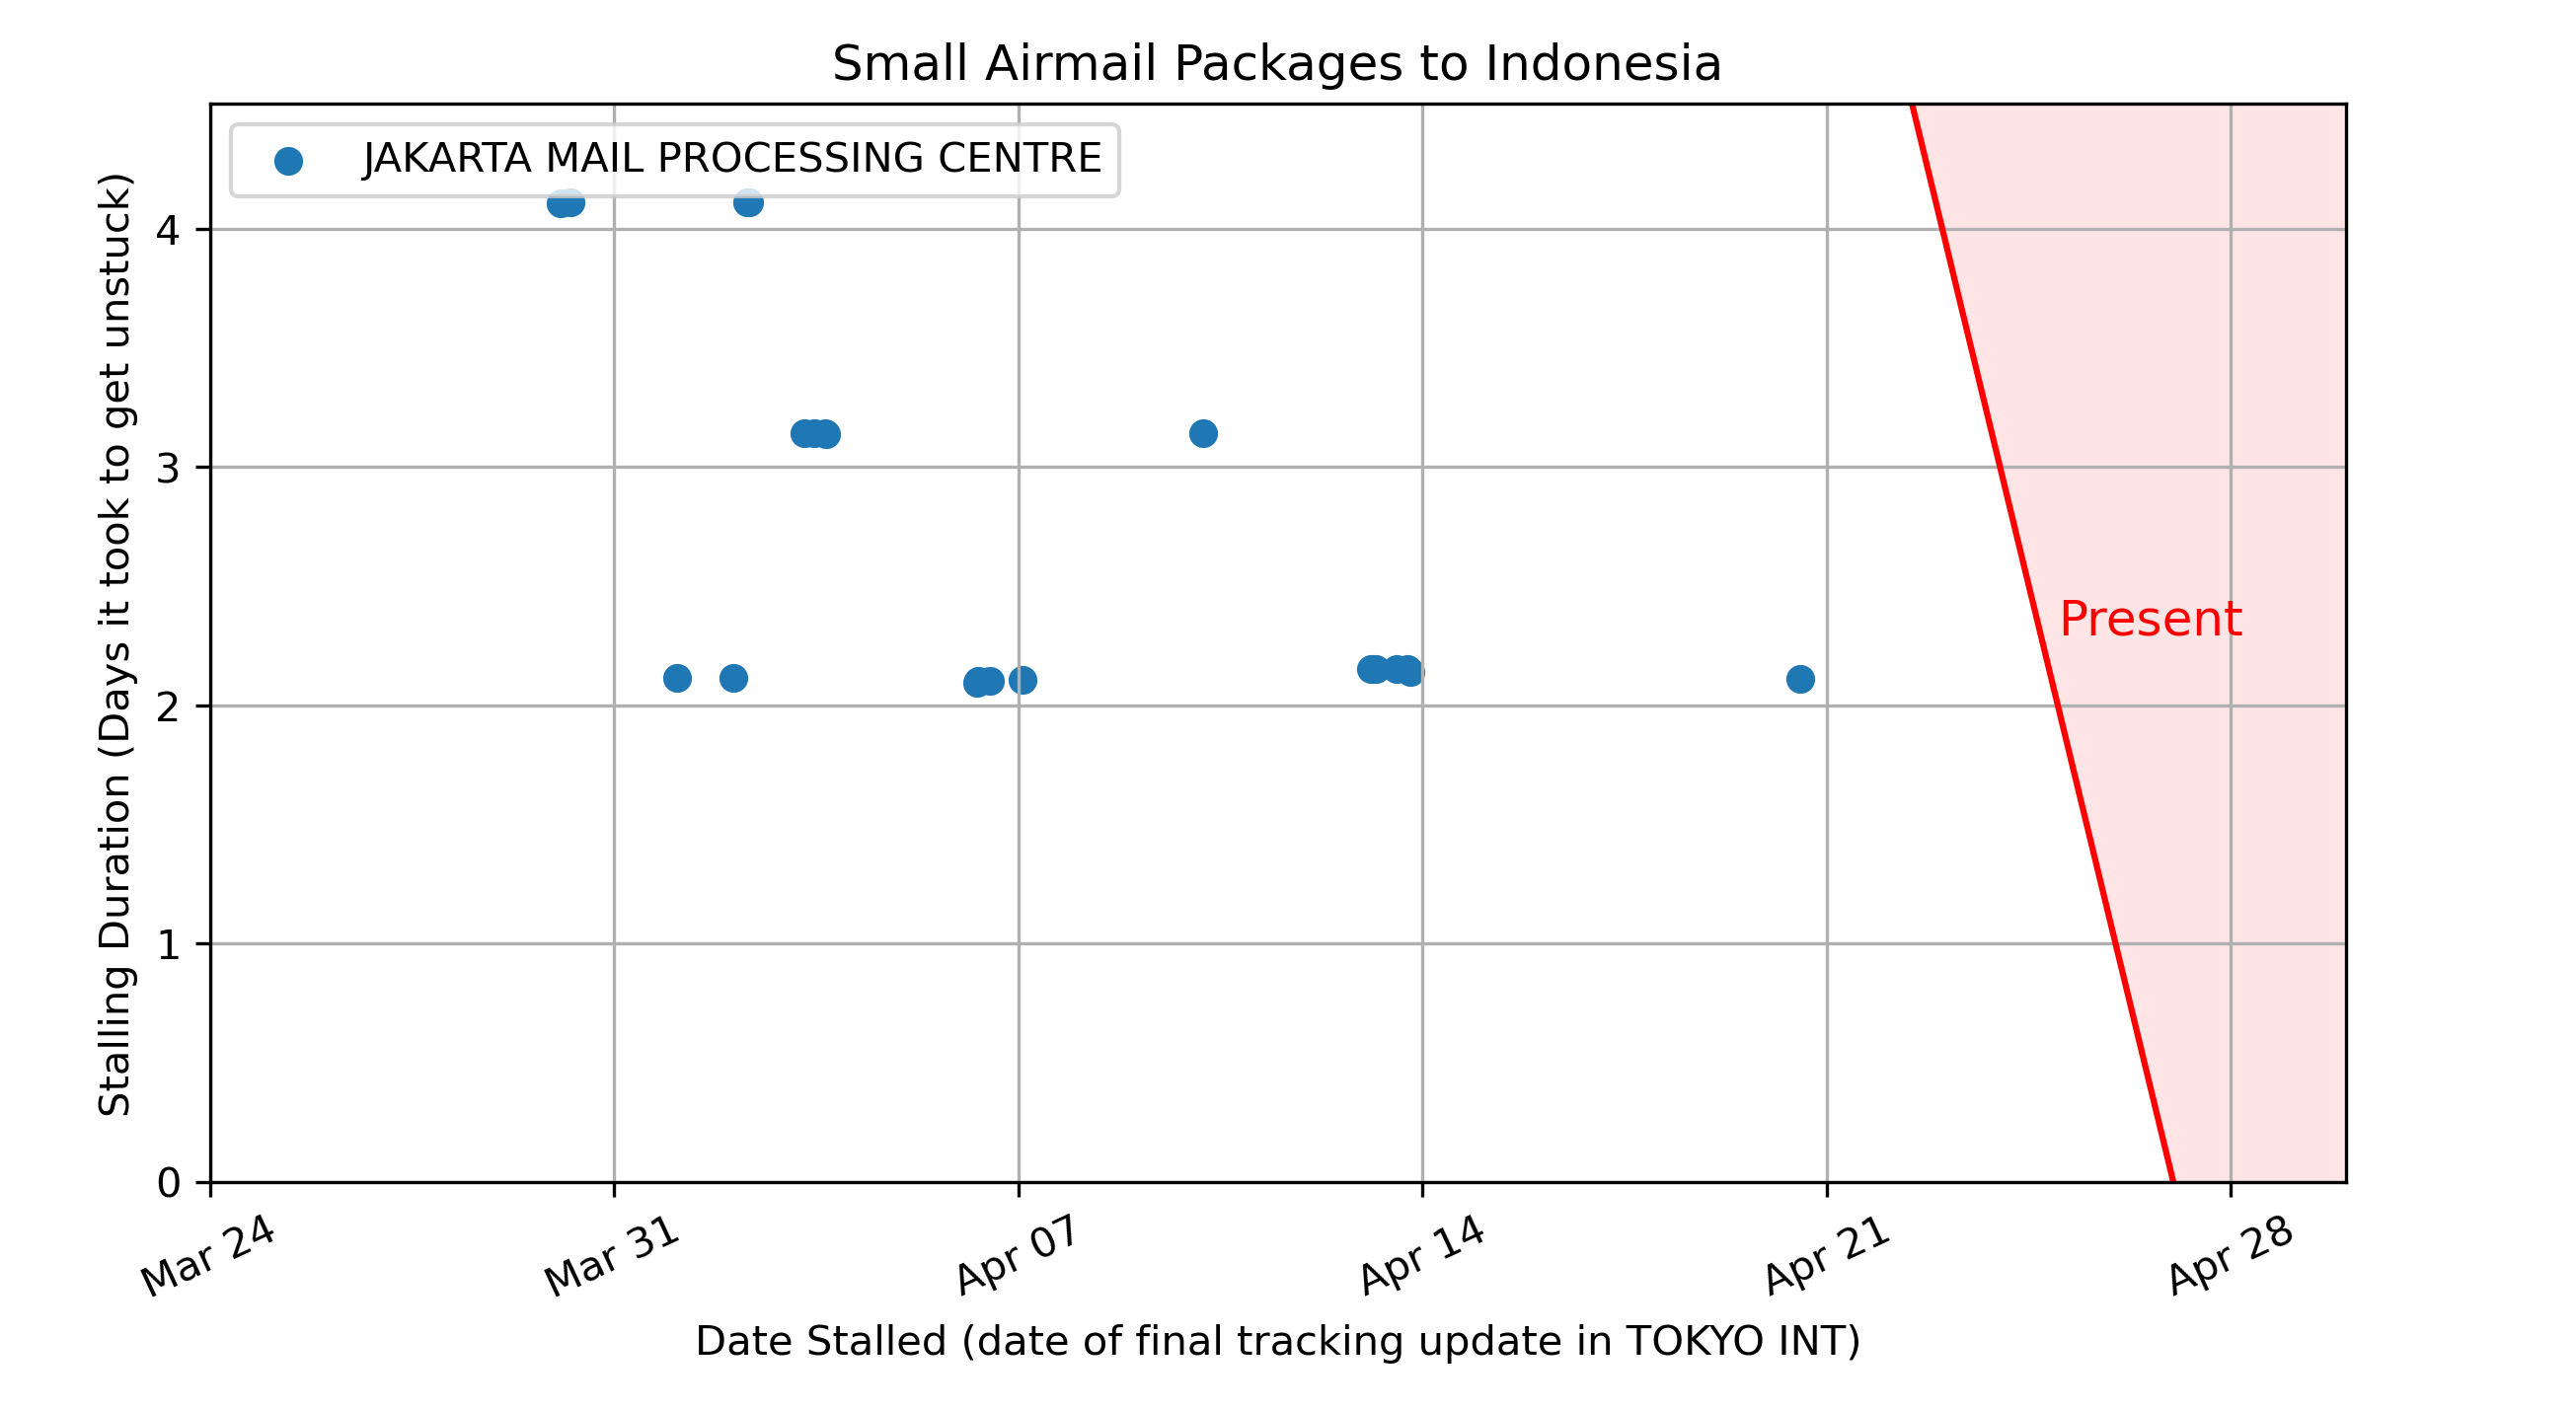 Small Airmail Packages to Indonesia
JAKARTA MAIL PROCESSING CENTRE
Stalling Duration (Days it took to get unstuck)
4
3
2
1
0
Present
Mar 24
Mar 31
Apr 07
Apr 14
Apr 21
Apr 28
Date Stalled (date of final tracking update in TOKYO INT)